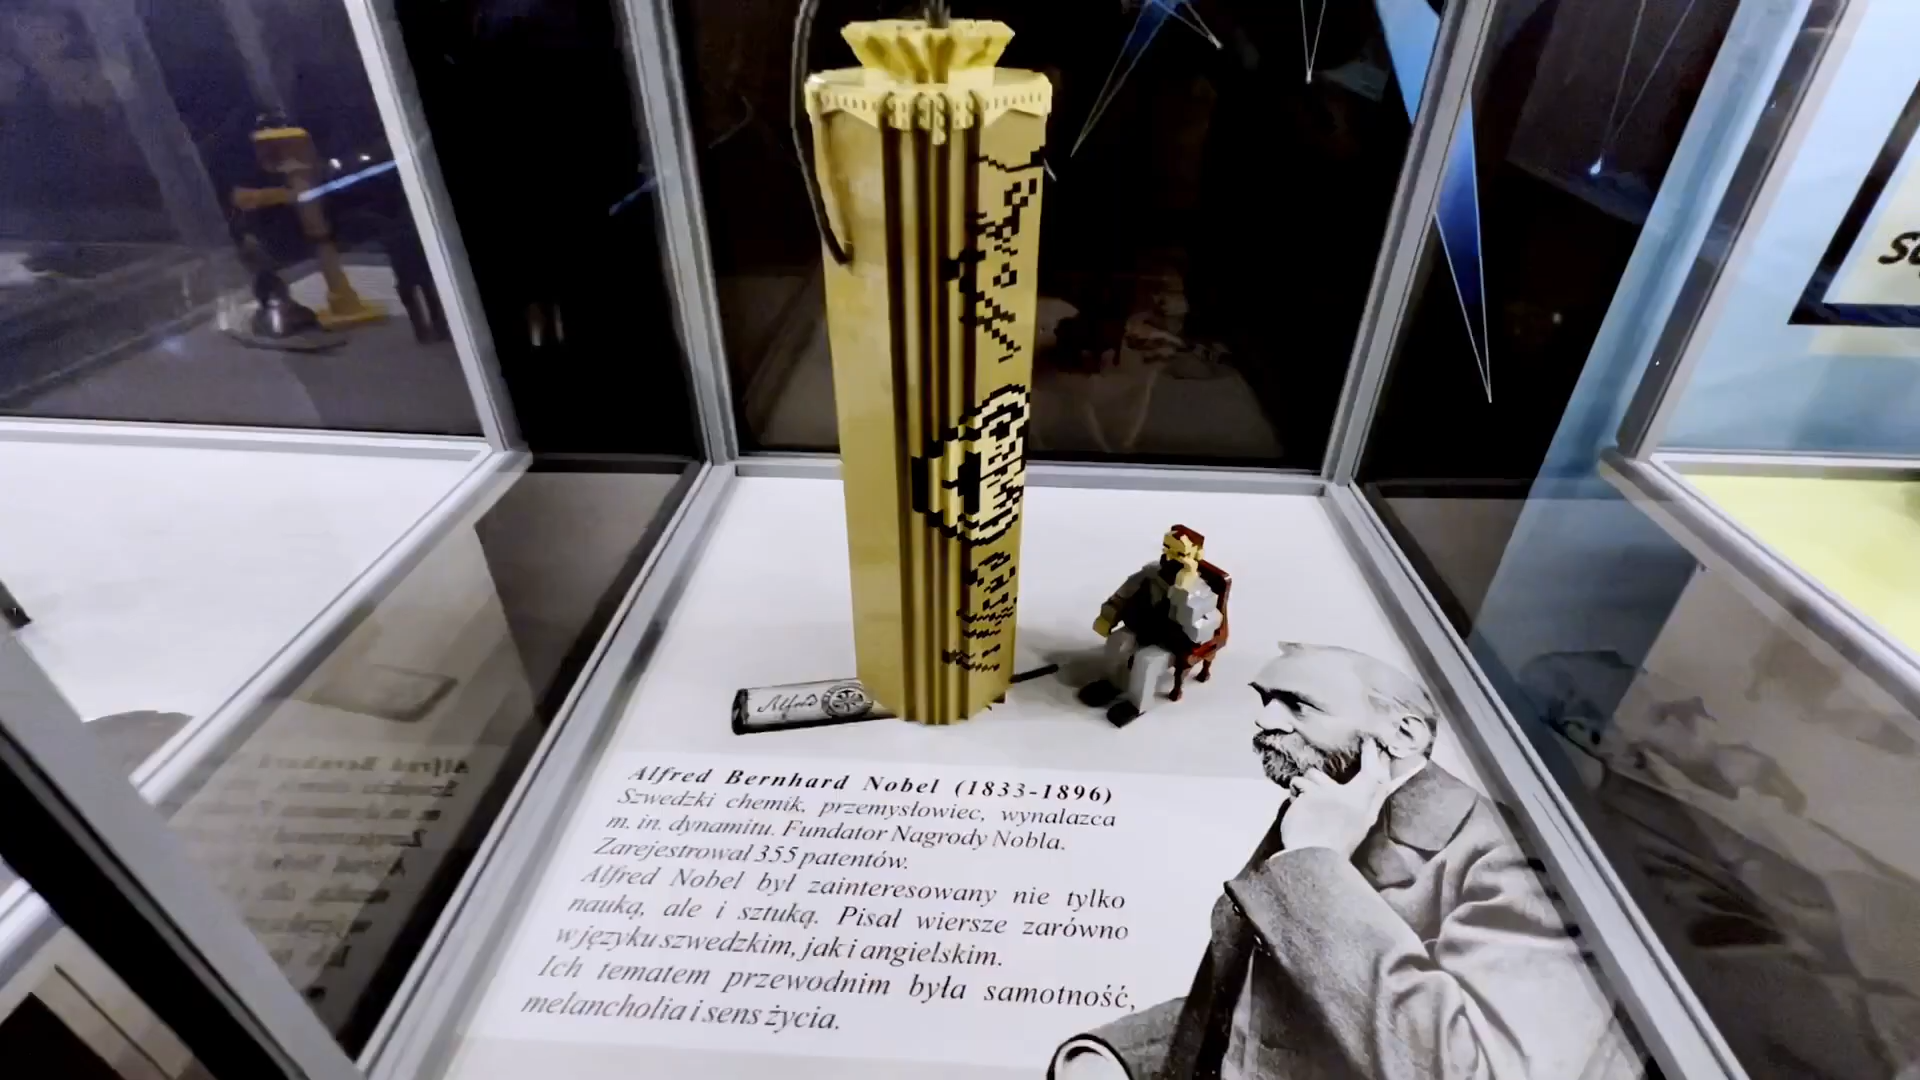 Alfred
Alfred Bernhard Nobel (1833-1896)
Szwedzki chemik, przemysłowiec, wynalazca
m. in. dynamitu. Fundator Nagrody Nobla.
Zarejestrował 355 patentów.
Alfred Nobel był zainteresowany nie tylko
nauką, ale i sztuką. Pisał wiersze zarówno
w języku szwedzkim, jak i angielskim.
Ich tematem przewodnim była samotność,
melancholia i sens życia.